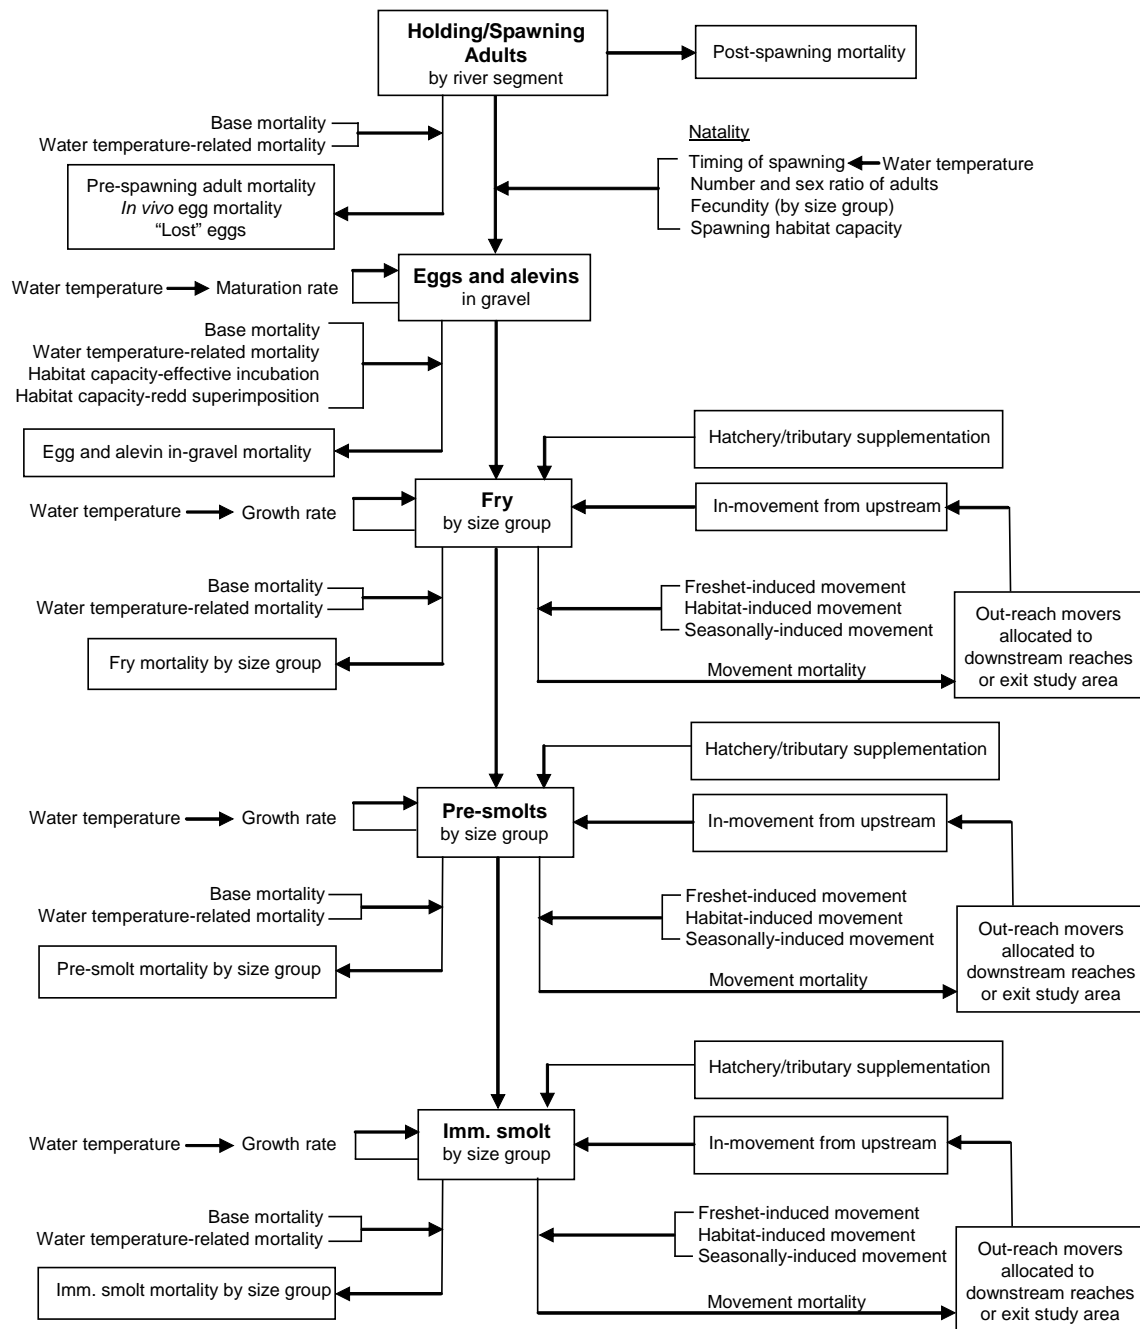 Holding/Spawning
Adults
by river segment
Post-spawning mortality
Base mortality
Water temperature-related mortality
Natality
Timing of spawning
Water temperature
Number and sex ratio of adults
Fecundity (by size group)
Spawning habitat capacity
Pre-spawning adult mortality
In vivo egg mortality
“Lost” eggs
Eggs and alevins
in gravel
Water temperature
Maturation rate
Base mortality
Water temperature-related mortality
Habitat capacity-effective incubation
Habitat capacity-redd superimposition
Egg and alevin in-gravel mortality
Hatchery/tributary supplementation
Fry
by size group
In-movement from upstream
Water temperature
Growth rate
Base mortality
Water temperature-related mortality
Freshet-induced movement
Habitat-induced movement
Seasonally-induced movement
Out-reach movers
allocated to
downstream reaches
or exit study area
Fry mortality by size group
Movement mortality
Hatchery/tributary supplementation
Pre-smolts
by size group
In-movement from upstream
Water temperature
Growth rate
Base mortality
Water temperature-related mortality
Freshet-induced movement
Habitat-induced movement
Seasonally-induced movement
Out-reach movers
allocated to
downstream reaches
or exit study area
Pre-smolt mortality by size group
Movement mortality
Hatchery/tributary supplementation
Imm. smolt
by size group
In-movement from upstream
Water temperature
Growth rate
Base mortality
Water temperature-related mortality
Freshet-induced movement
Habitat-induced movement
Seasonally-induced movement
Out-reach movers
allocated to
downstream reaches
or exit study area
Imm. smolt mortality by size group
Movement mortality